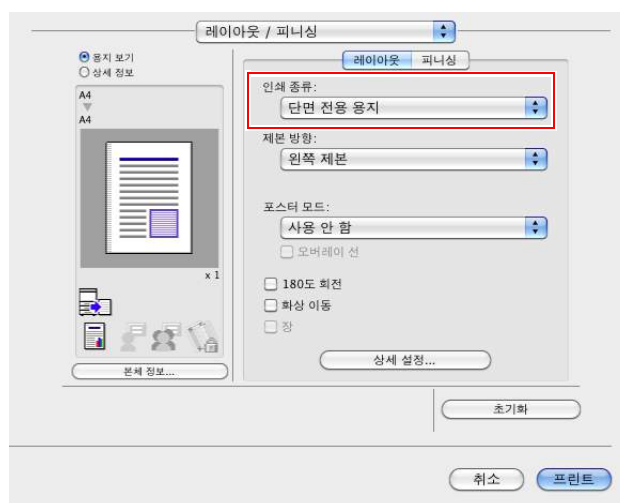 레이아웃 / 피니싱
용지 보기
상세 정보
A4
A4
x 1
본체 정보...
레이아웃 피니싱
인쇄 종류:
단면 전용 용지
제본 방향:
왼쪽 제본
포스터 모드:
사용 안 함
오버레이 선
180도 회전
화상 이동
장
상세 설정...
초기화
취소 프린트